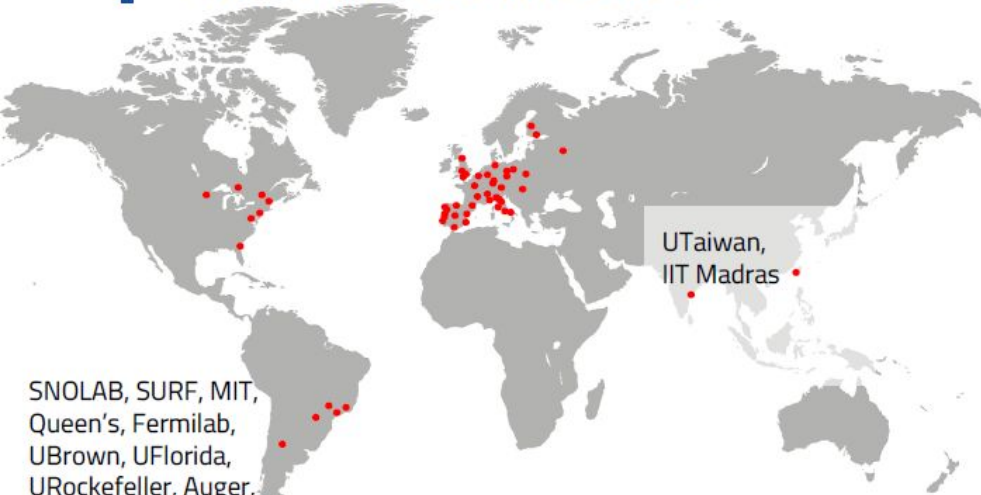 UTaiwan,
IIT Madras
SNOLAB, SURF, MIT,
Queen's, Fermilab,
UBrown, UFlorida,
URockefeller, Auger,